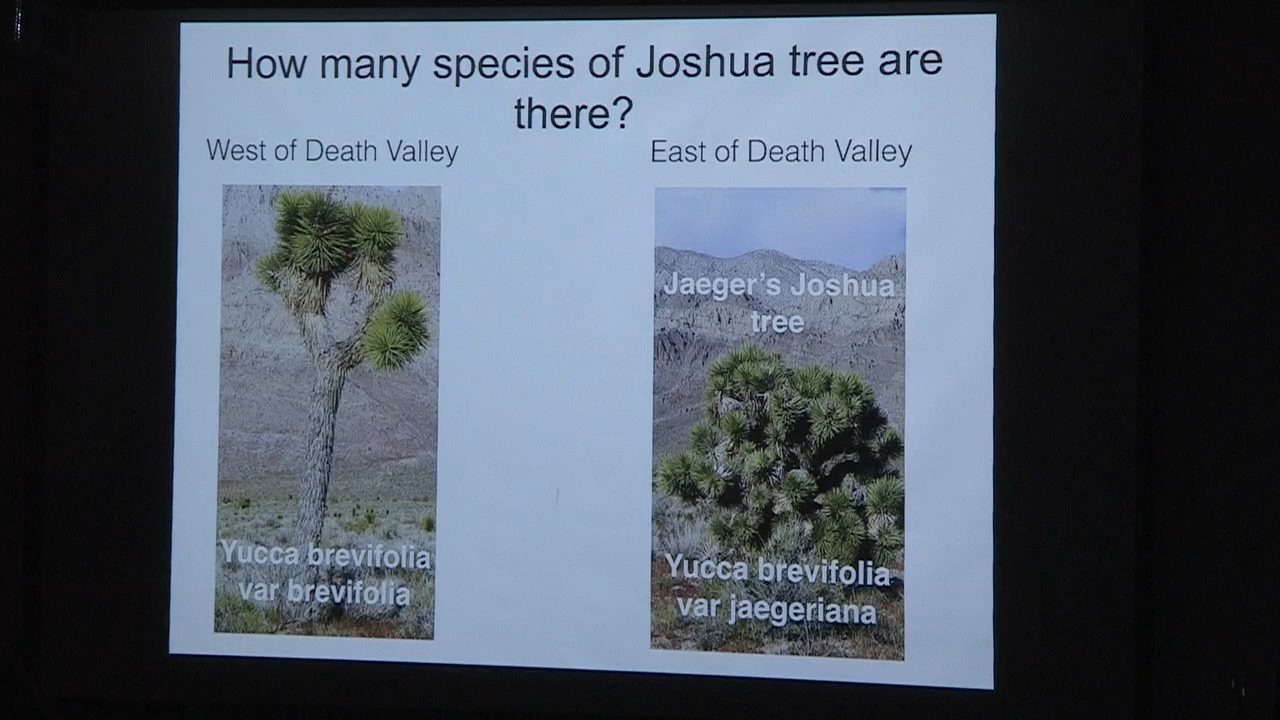 How many species of Joshua tree are
there?
West of Death Valley
East of Death Valley
Yucca brevifolia
var brevifolia
Jaeger's Joshua
tree
Yucca brevifolia
var jaegeriana